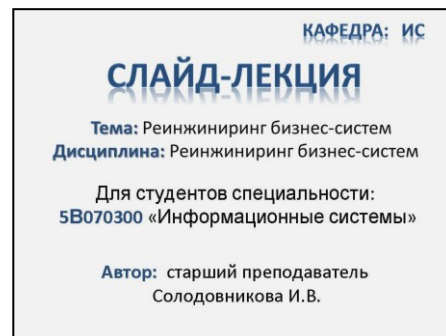 КАФЕДРА: ИС
СЛАЙД-ЛЕКЦИЯ
Тема: Реинжиниринг бизнес-систем
Дисциплина: Реинжиниринг бизнес-систем
Для студентов специальности:
5В070300 «Информационные системы»
Автор: старший преподаватель
Солодовникова И.В.